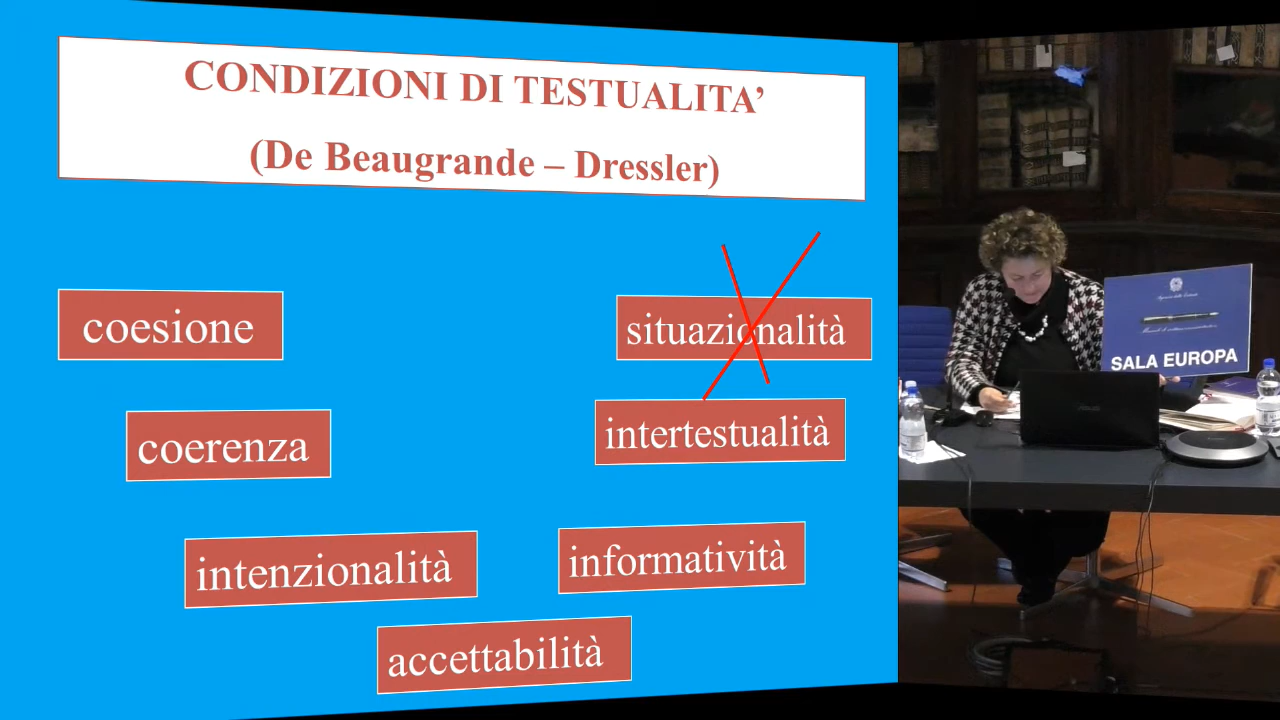 CONDIZIONI DI TESTUALITA’
(De Beaugrande – Dressler)
coesione
situazionalità
coerenza
intertestualità
intenzionalità
informatività
accettabilità
SALA EUROPA